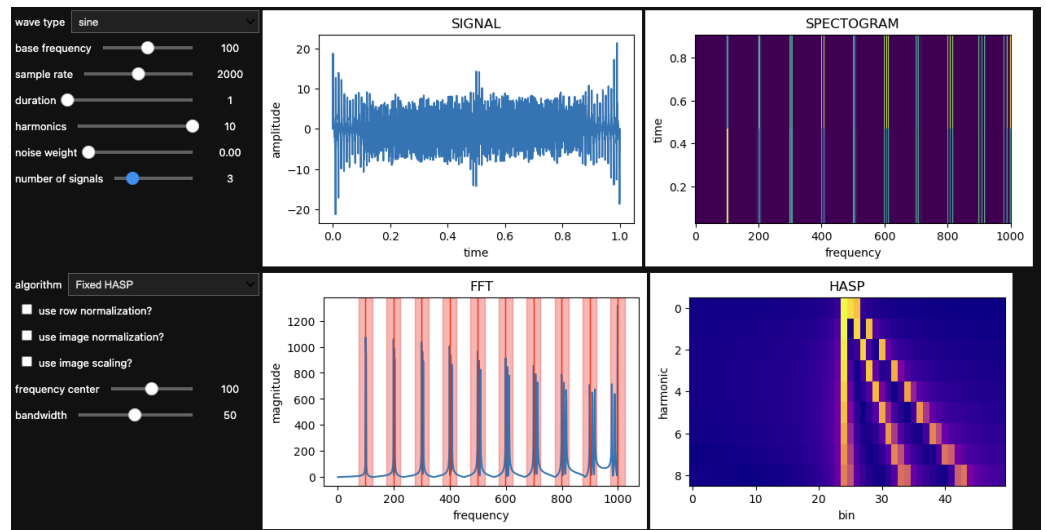 wave type sine
base frequency 100
sample rate 2000
duration 1
harmonics 10
noise weight 0.00
number of signals 3
SIGNAL
amplitude
20
10
0
−10
−20
0.0 0.2 0.4 0.6 0.8 1.0
time
SPECTOGRAM
time
0.8
0.6
0.4
0.2
0 200 400 600 800 1000
frequency
algorithm Fixed HASP
use row normalization?
use image normalization?
use image scaling?
frequency center 100
bandwidth 50
FFT
magnitude
1200
1000
800
600
400
200
0
0 200 400 600 800 1000
frequency
HASP
harmonic
0
2
4
6
8
0 10 20 30 40
bin